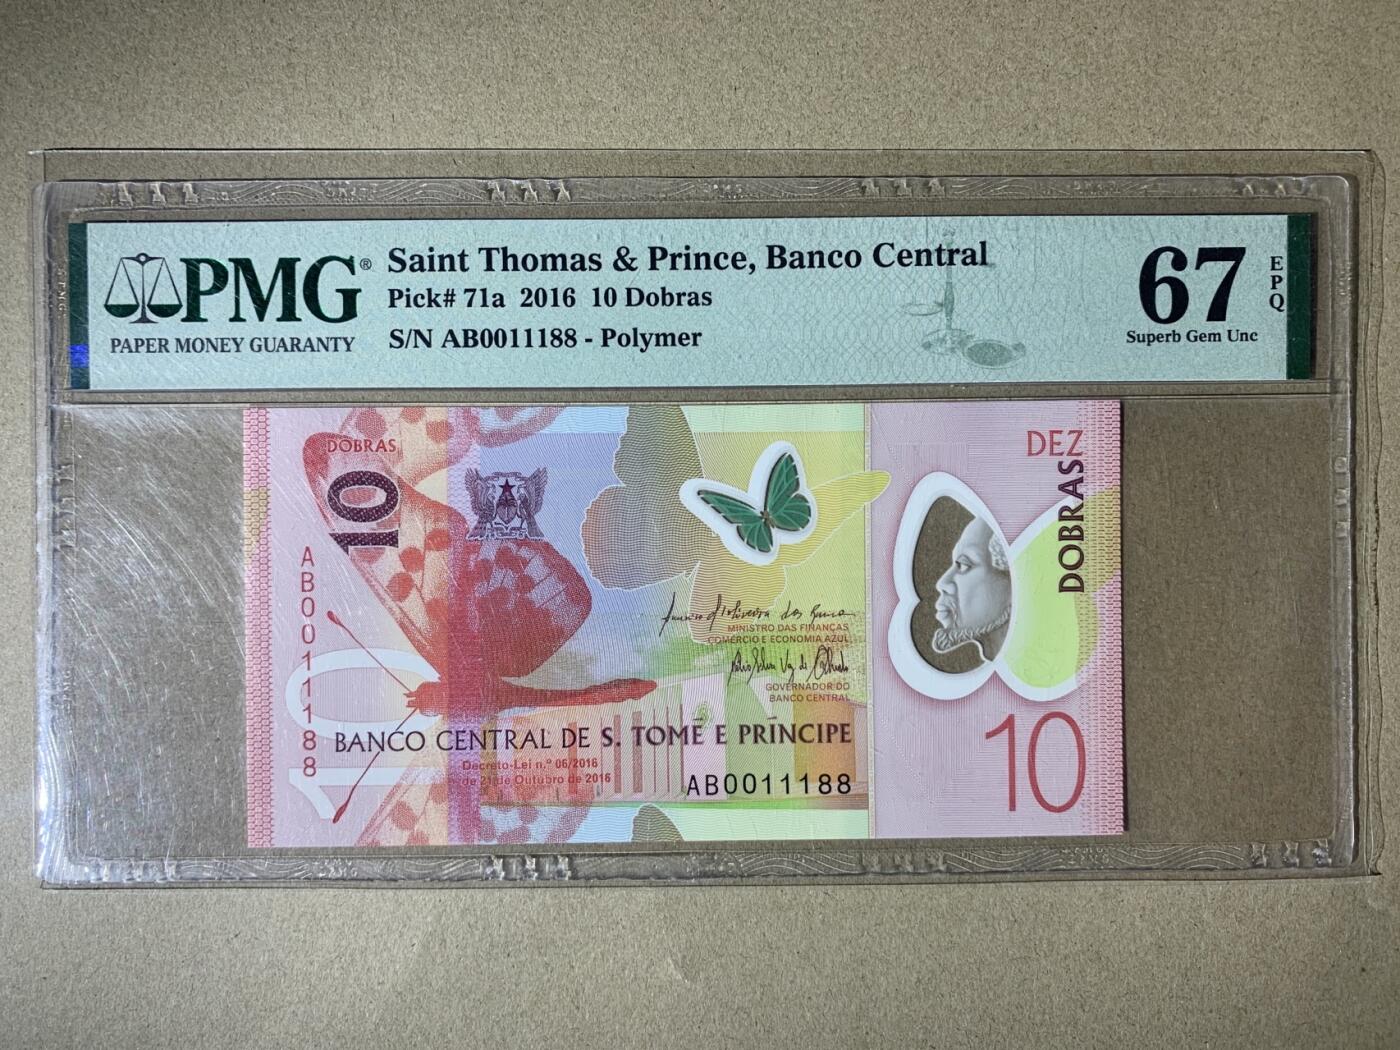 PMG®
PAPER MONEY GUARANTY
Saint Thomas & Prince, Banco Central
Pick# 71a 2016 10 Dobras
S/N AB0011188 - Polymer
67
EPQ
Superb Gem Unc
DOBRAS
10
AB0011188
10
MINISTRO DAS FINANÇAS
COMÉRCIO E ECONOMIA AZUL
GOVERNADOR DO
BANCO CENTRAL
BANCO CENTRAL DE S. TOMÉ E PRÍNCIPE
Decreto-Lei n.º 06/2016
de 21 de Outubro de 2016
AB0011188
DEZ
DOBRAS
10